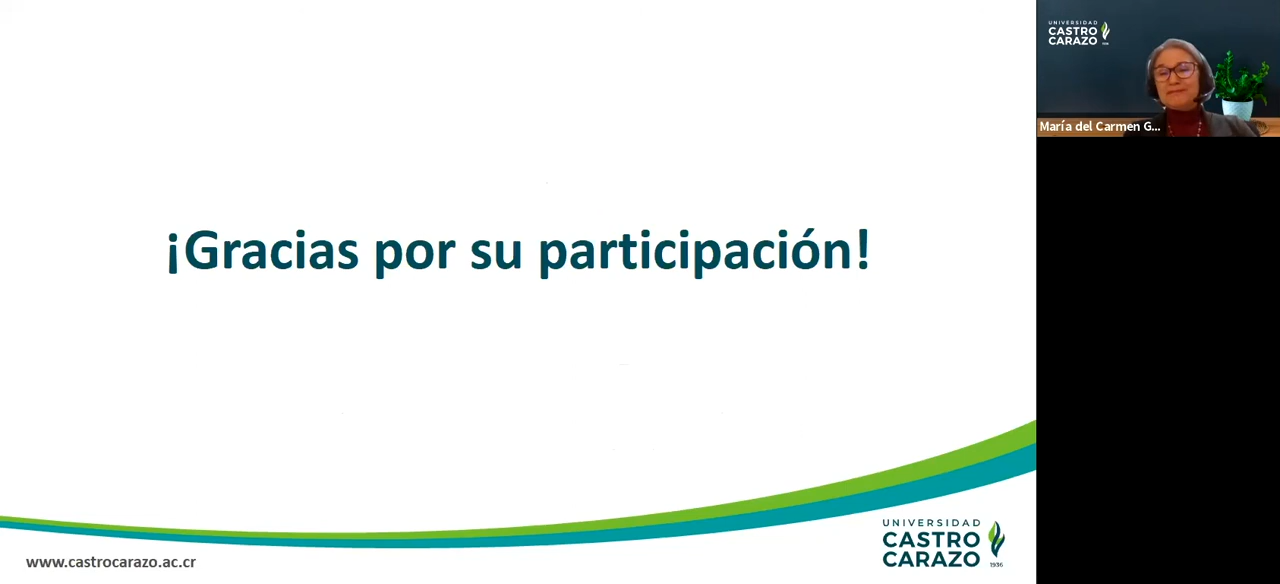 ¡Gracias por su participación!
www.castrocarazo.ac.cr
UNIVERSIDAD
CASTRO
CARAZO
1936
UNIVERSIDAD
CASTRO
CARAZO
María del Carmen G...